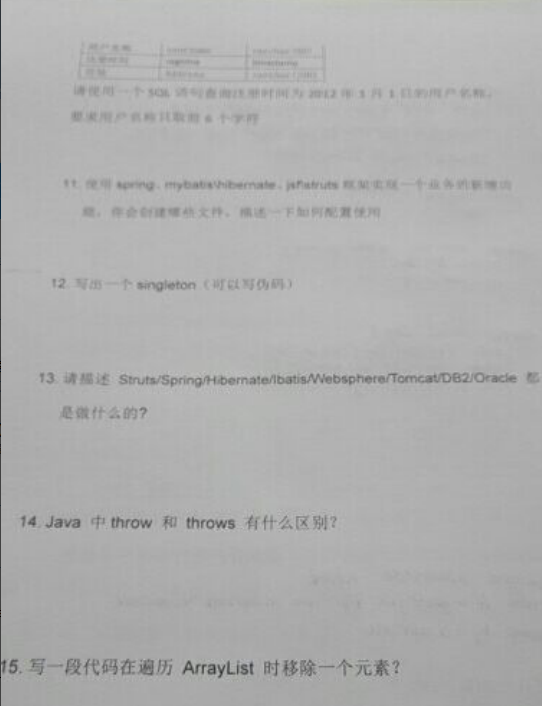 用户名称 username varchar
注册时间 regtime timestamp
address
请使用一个 SQL 语句查询注册时间为 2012 年 1 月 1 日的用户名称，
要求用户名称只取前 6 个字符
11. 使用 spring、mybatis\hibernate、jsf\struts 框架实现一个业务的新增功
能，你会创建哪些文件，描述一下如何配置使用
12. 写出一个 singleton（可以写伪码）
13. 请描述 Struts/Spring/Hibernate/Ibatis/Websphere/Tomcat/DB2/Oracle 都
是做什么的?
14. Java 中 throw 和 throws 有什么区别?
15. 写一段代码在遍历 ArrayList 时移除一个元素?